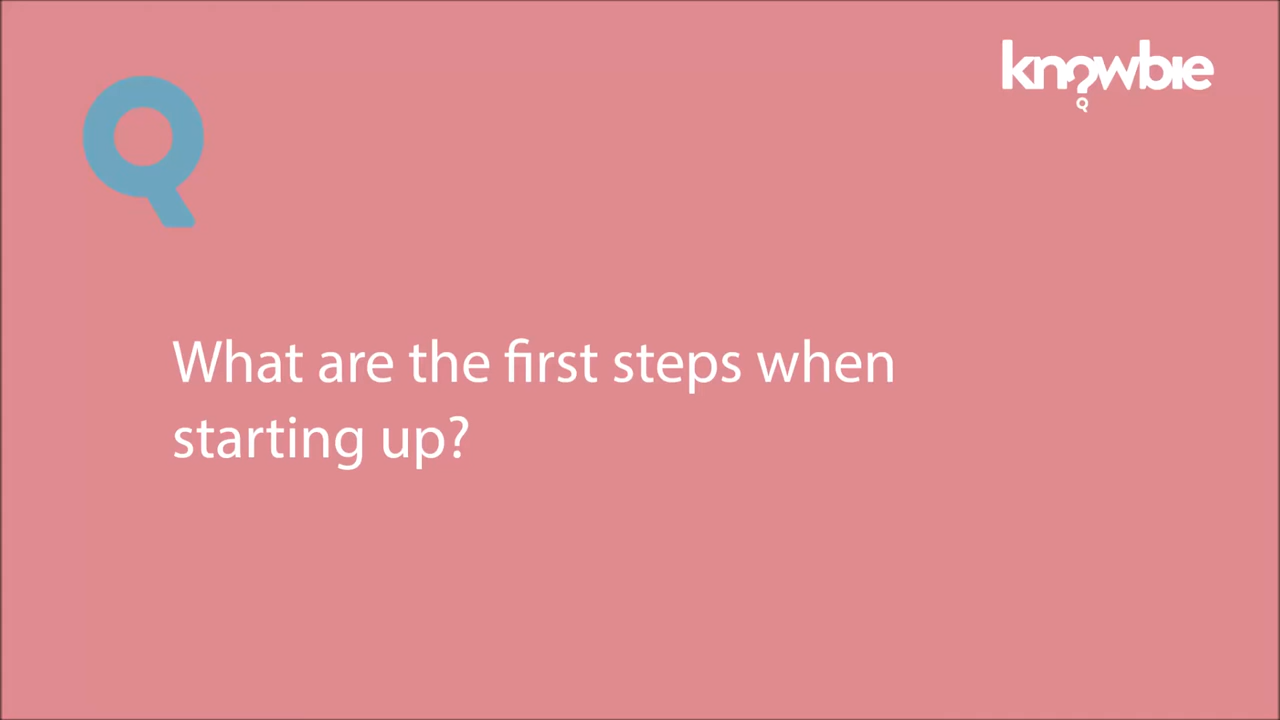 knowbie
Q
Q
What are the first steps when
starting up?